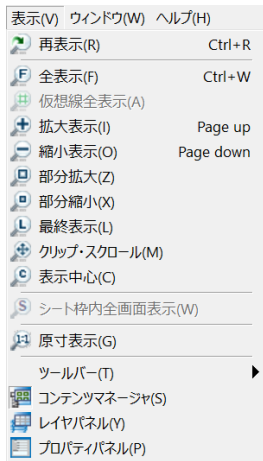 表示(V) ウィンドウ(W) ヘルプ(H)
再表示(R) Ctrl+R
全表示(F) Ctrl+W
仮想線全表示(A)
拡大表示(I) Page up
縮小表示(O) Page down
部分拡大(Z)
部分縮小(X)
最終表示(L)
クリップ・スクロール(M)
表示中心(C)
シート枠内全画面表示(W)
原寸表示(G)
ツールバー(T)
コンテンツマネージャ(S)
レイヤパネル(Y)
プロパティパネル(P)